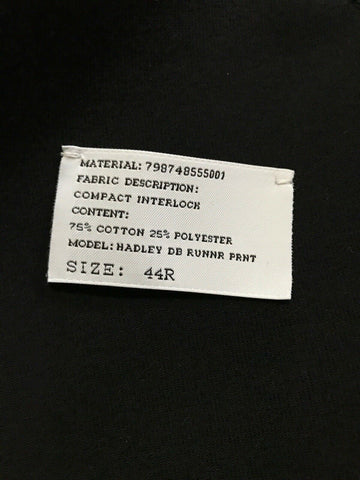 MATERIAL: 798748555001
FABRIC DESCRIPTION:
COMPACT INTERLOCK
CONTENT:
75% COTTON 25% POLYESTER
MODEL: HADLEY DB RUNNR PRNT
SIZE: 44R